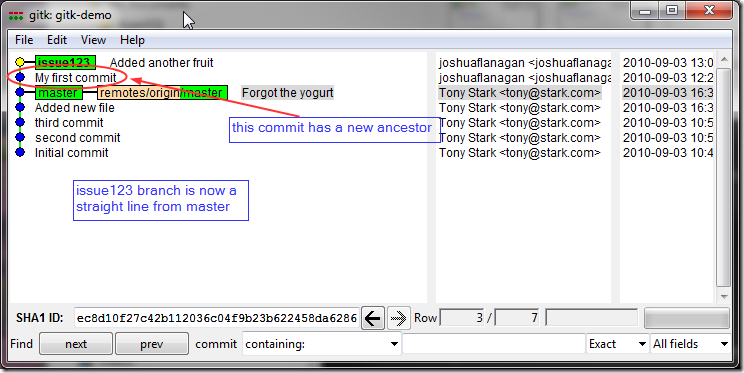 gitk: gitk-demo
File Edit View Help
issue123 Added another fruit joshuaflanagan <joshuaflanaga 2010-09-03 13:0
My first commit joshuaflanagan <joshuaflanaga 2010-09-03 12:2
master remotes/origin/master Forgot the yogurt Tony Stark <tony@stark.com> 2010-09-03 16:3
Added new file Tony Stark <tony@stark.com> 2010-09-03 16:3
third commit Tony Stark <tony@stark.com> 2010-09-03 10:5
second commit Tony Stark <tony@stark.com> 2010-09-03 10:5
Initial commit Tony Stark <tony@stark.com> 2010-09-03 10:4
this commit has a new ancestor
issue123 branch is now a
straight line from master
SHA1 ID: ec8d10f27c42b112036c04f9b23b622458da6286 Row 3 / 7
Find next prev commit containing: Exact All fields